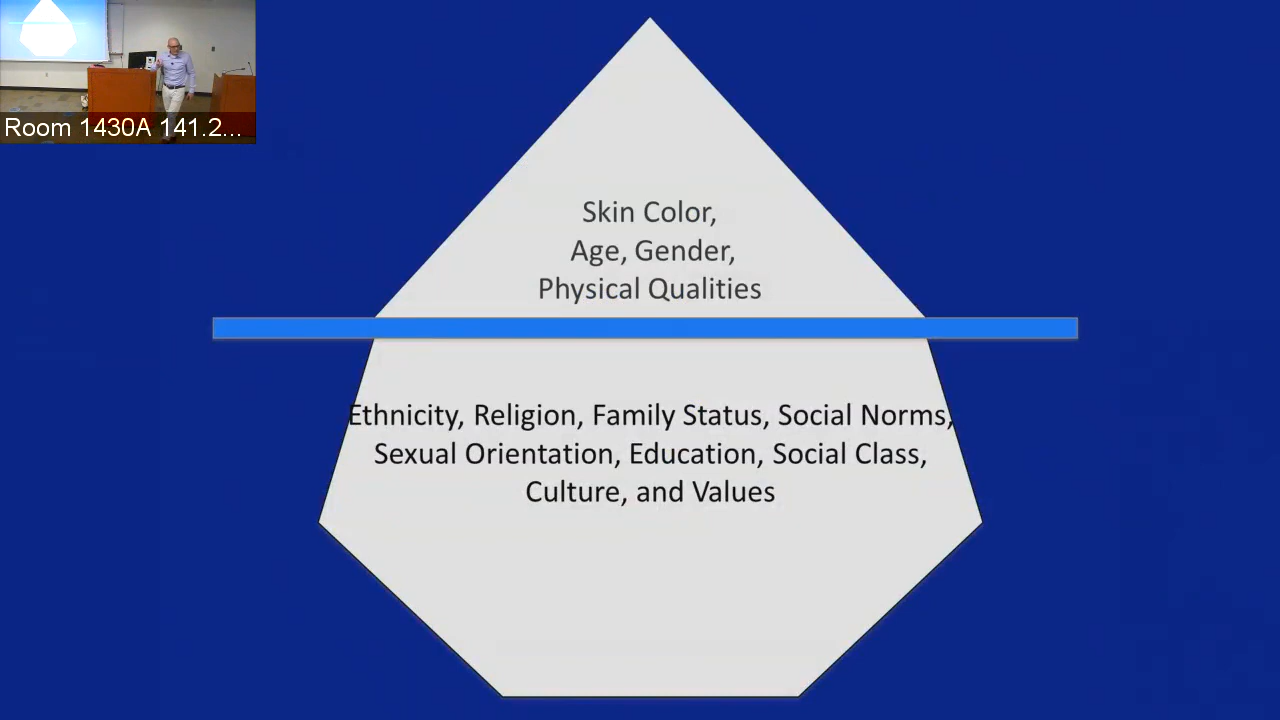 Room 1430A 141.2...
Skin Color,
Age, Gender,
Physical Qualities
Ethnicity, Religion, Family Status, Social Norms,
Sexual Orientation, Education, Social Class,
Culture, and Values